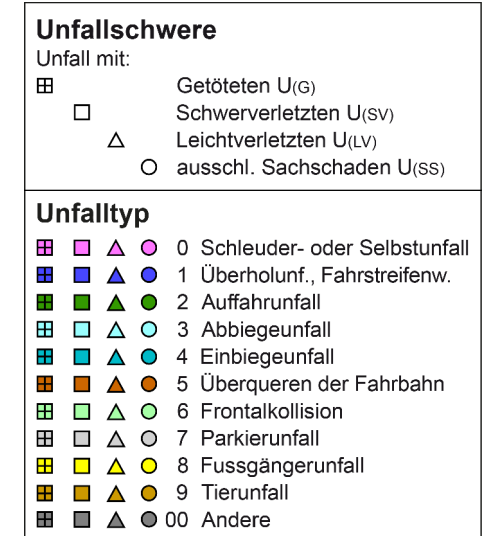 Unfallschwere
Unfall mit:
Getöteten U(G)
Schwerverletzten U(SV)
Leichtverletzten U(LV)
ausschl. Sachschaden U(SS)
Unfalltyp
0 Schleuder- oder Selbstunfall
1 Überholunf., Fahrstreifenw.
2 Auffahrunfall
3 Abbiegeunfall
4 Einbiegeunfall
5 Überqueren der Fahrbahn
6 Frontalkollision
7 Parkierunfall
8 Fussgängerunfall
9 Tierunfall
00 Andere